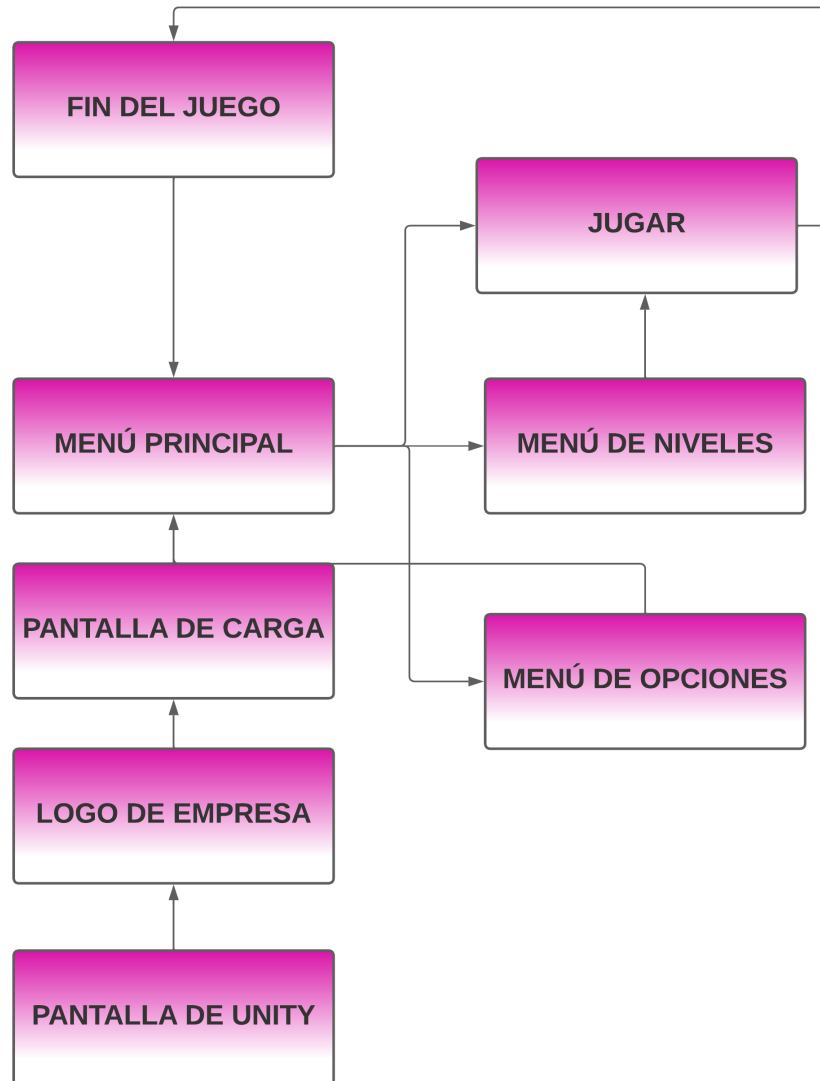 FIN DEL JUEGO
JUGAR
MENÚ PRINCIPAL
MENÚ DE NIVELES
PANTALLA DE CARGA
MENÚ DE OPCIONES
LOGO DE EMPRESA
PANTALLA DE UNITY